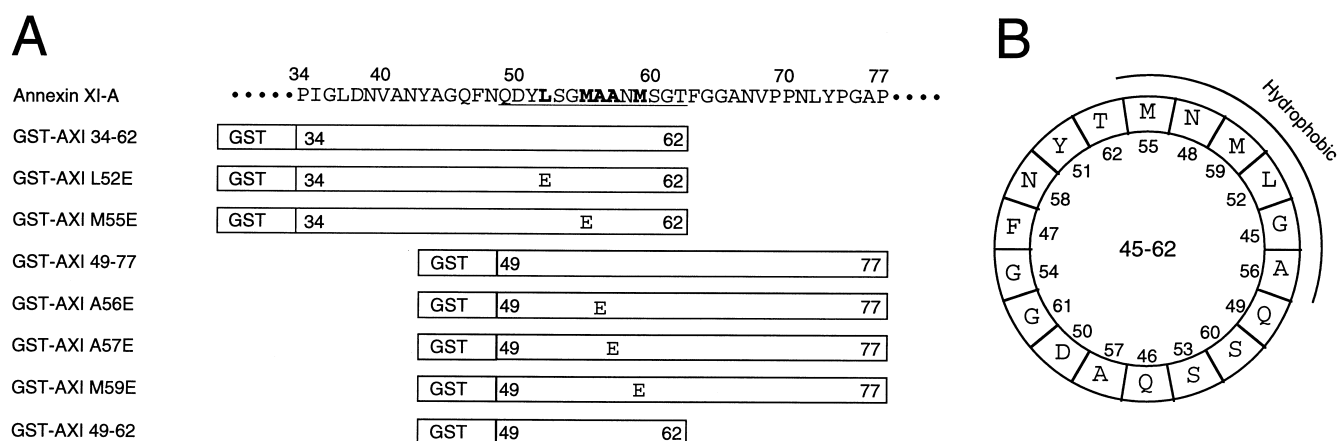 A
34 40 50 60 70 77
Annexin XI-A •••••PIGLDNVANYAGQFNQDYLSGMAANMSGTFGGANVPPNLYPGAP••••
GST-AXI 34-62 GST 34 62
GST-AXI L52E GST 34 E 62
GST-AXI M55E GST 34 E 62
GST-AXI 49-77 GST 49 77
GST-AXI A56E GST 49 E 77
GST-AXI A57E GST 49 E 77
GST-AXI M59E GST 49 E 77
GST-AXI 49-62 GST 49 62
B
Hydrophobic
M N M L G A Q S S Q A D G G F N Y T
55 48 59 52 45 56 49 60 53 46 57 50 61 54 47 58 51 62
45-62